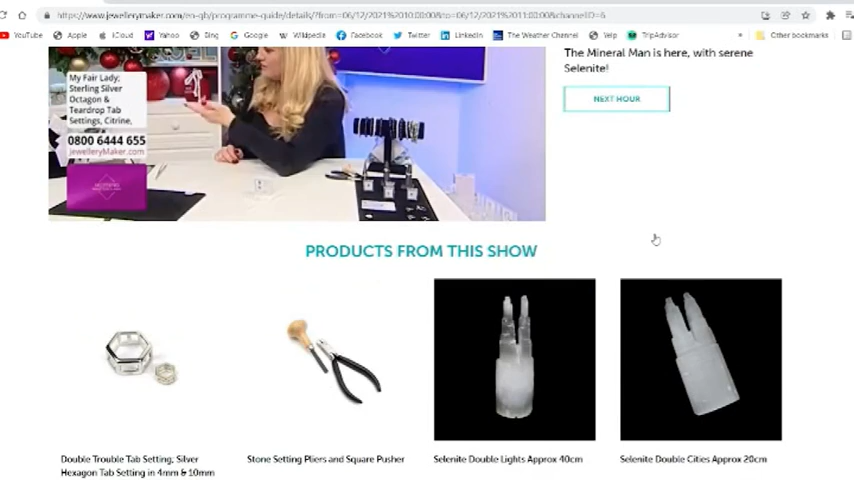 https://www.jewellerymaker.com/en-gb/programme-guide/details/?from=06/12/2021%2010:00:00&to=06/12/2021%2011:00:00&channelID=6
YouTube Apple iCloud Yahoo Bing Google Wikipedia Facebook Twitter LinkedIn The Weather Channel Yelp TripAdvisor » Other bookmarks
The Mineral Man is here, with serene
Selenite!
NEXT HOUR
My Fair Lady;
Sterling Silver
Octagon &
Teardrop Tab
Settings, Citrine,
0800 6444 655
JewelleryMaker.com
PRODUCTS FROM THIS SHOW
Double Trouble Tab Setting; Silver
Hexagon Tab Setting in 4mm & 10mm
Stone Setting Pliers and Square Pusher
Selenite Double Lights Approx 40cm
Selenite Double Cities Approx 20cm